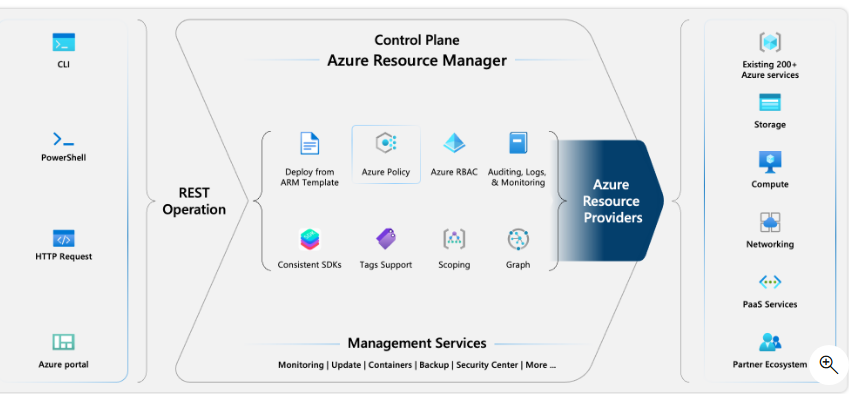 CLI
PowerShell
HTTP Request
Azure portal
REST
Operation
Control Plane
Azure Resource Manager
Deploy from
ARM Template
Azure Policy
Azure RBAC
Auditing, Logs,
& Monitoring
Consistent SDKs
Tags Support
Scoping
Graph
Management Services
Monitoring | Update | Containers | Backup | Security Center | More ...
Azure
Resource
Providers
Existing 200+
Azure services
Storage
Compute
Networking
PaaS Services
Partner Ecosystem